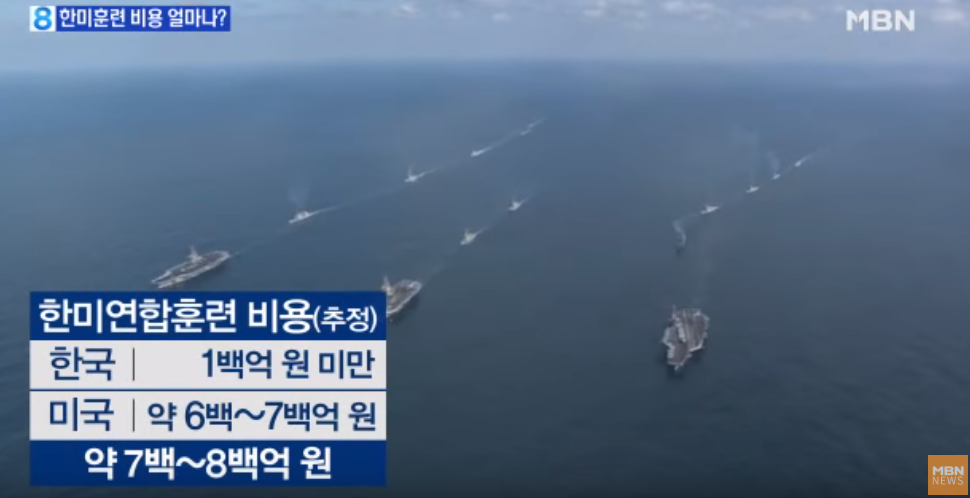 8 한미훈련 비용 얼마나?
MBN
한미연합훈련 비용(추정)
한국 1백억 원 미만
미국 약 6백~7백억 원
약 7백~8백억 원
MBN
NEWS